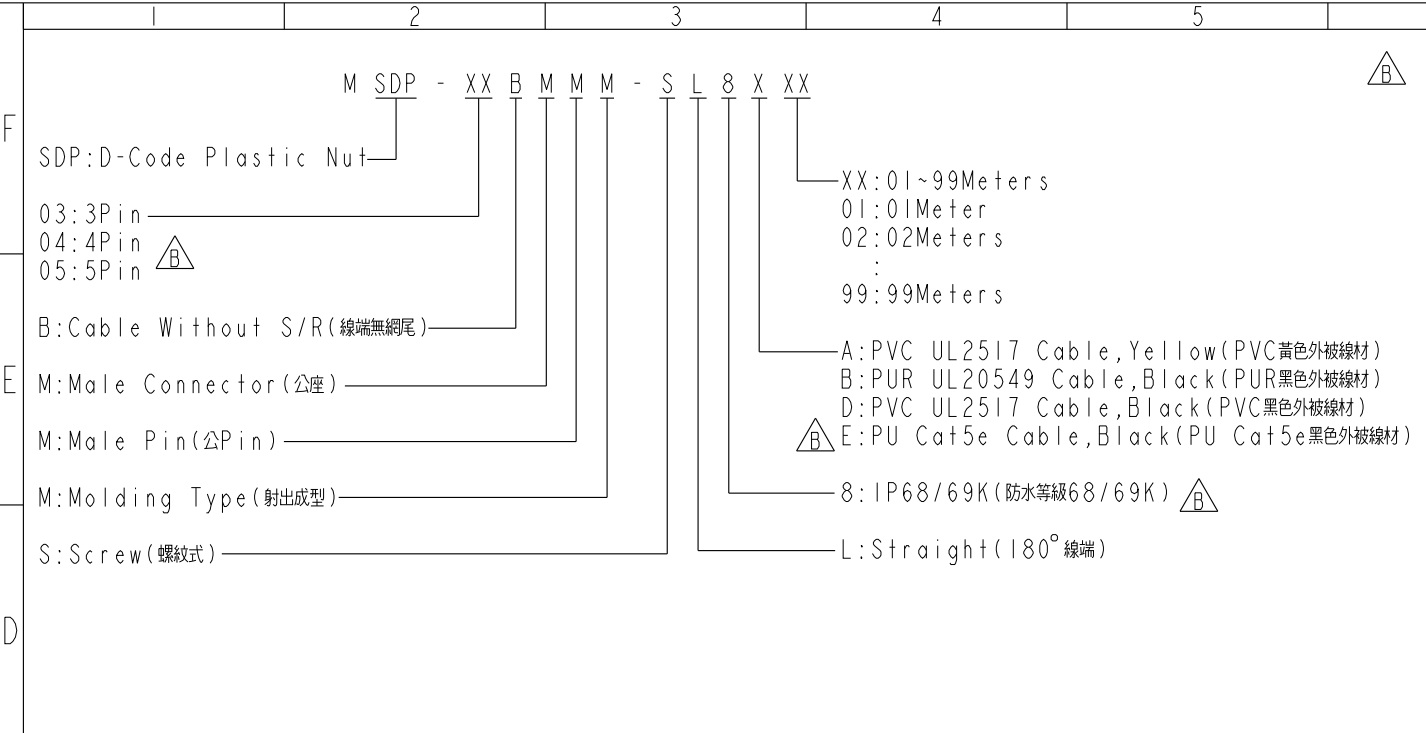 1 2 3 4 5
B
M SDP - XX B M M M - S L 8 X XX
F
SDP:D-Code Plastic Nut
03:3Pin
04:4Pin
B
05:5Pin
B:Cable Without S/R(線端無網尾)
E
M:Male Connector(公座)
M:Male Pin(公Pin)
M:Molding Type(射出成型)
S:Screw(螺紋式)
D
XX:01~99Meters
01:01Meter
02:02Meters
:
99:99Meters
A:PVC UL2517 Cable,Yellow(PVC黃色外被線材)
B:PUR UL20549 Cable,Black(PUR黑色外被線材)
D:PVC UL2517 Cable,Black(PVC黑色外被線材)
B
E:PU Cat5e Cable,Black(PU Cat5e黑色外被線材)
8:IP68/69K(防水等級68/69K)
B
L:Straight(180°線端)